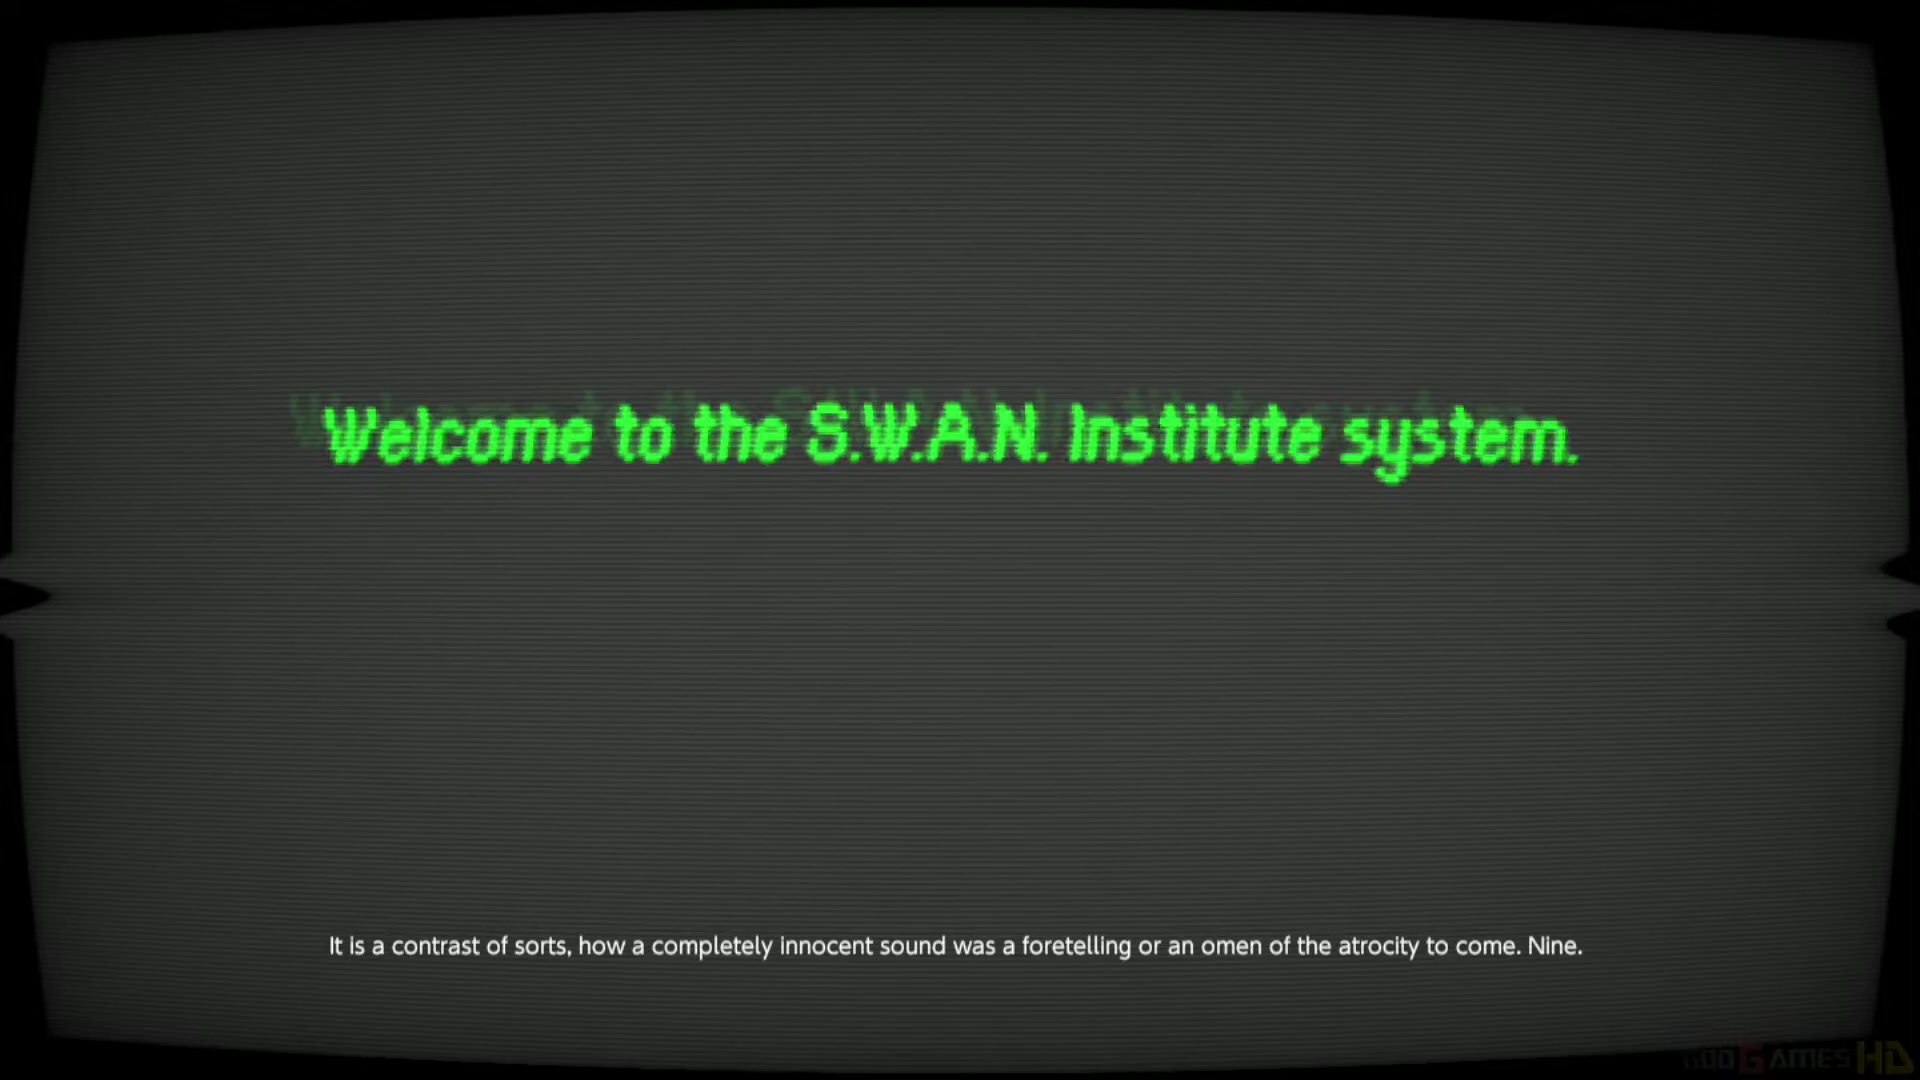 Welcome to the S.W.A.N. Institute system.
It is a contrast of sorts, how a completely innocent sound was a foretelling or an omen of the atrocity to come. Nine.
GooGamesHD